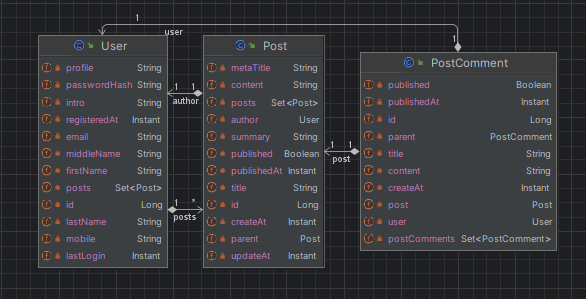 1
user
1
User
profile String
passwordHash String
intro String
registeredAt Instant
email String
middleName String
firstName String
posts Set<Post>
id Long
lastName String
mobile String
lastLogin Instant
1 1
author
1 *
posts
Post
metaTitle String
content String
posts Set<Post>
author User
summary String
published Boolean
publishedAt Instant
title String
id Long
createAt Instant
parent Post
updateAt Instant
1 1
post
PostComment
published Boolean
publishedAt Instant
id Long
parent PostComment
title String
content String
createAt Instant
post Post
user User
postComments Set<PostComment>